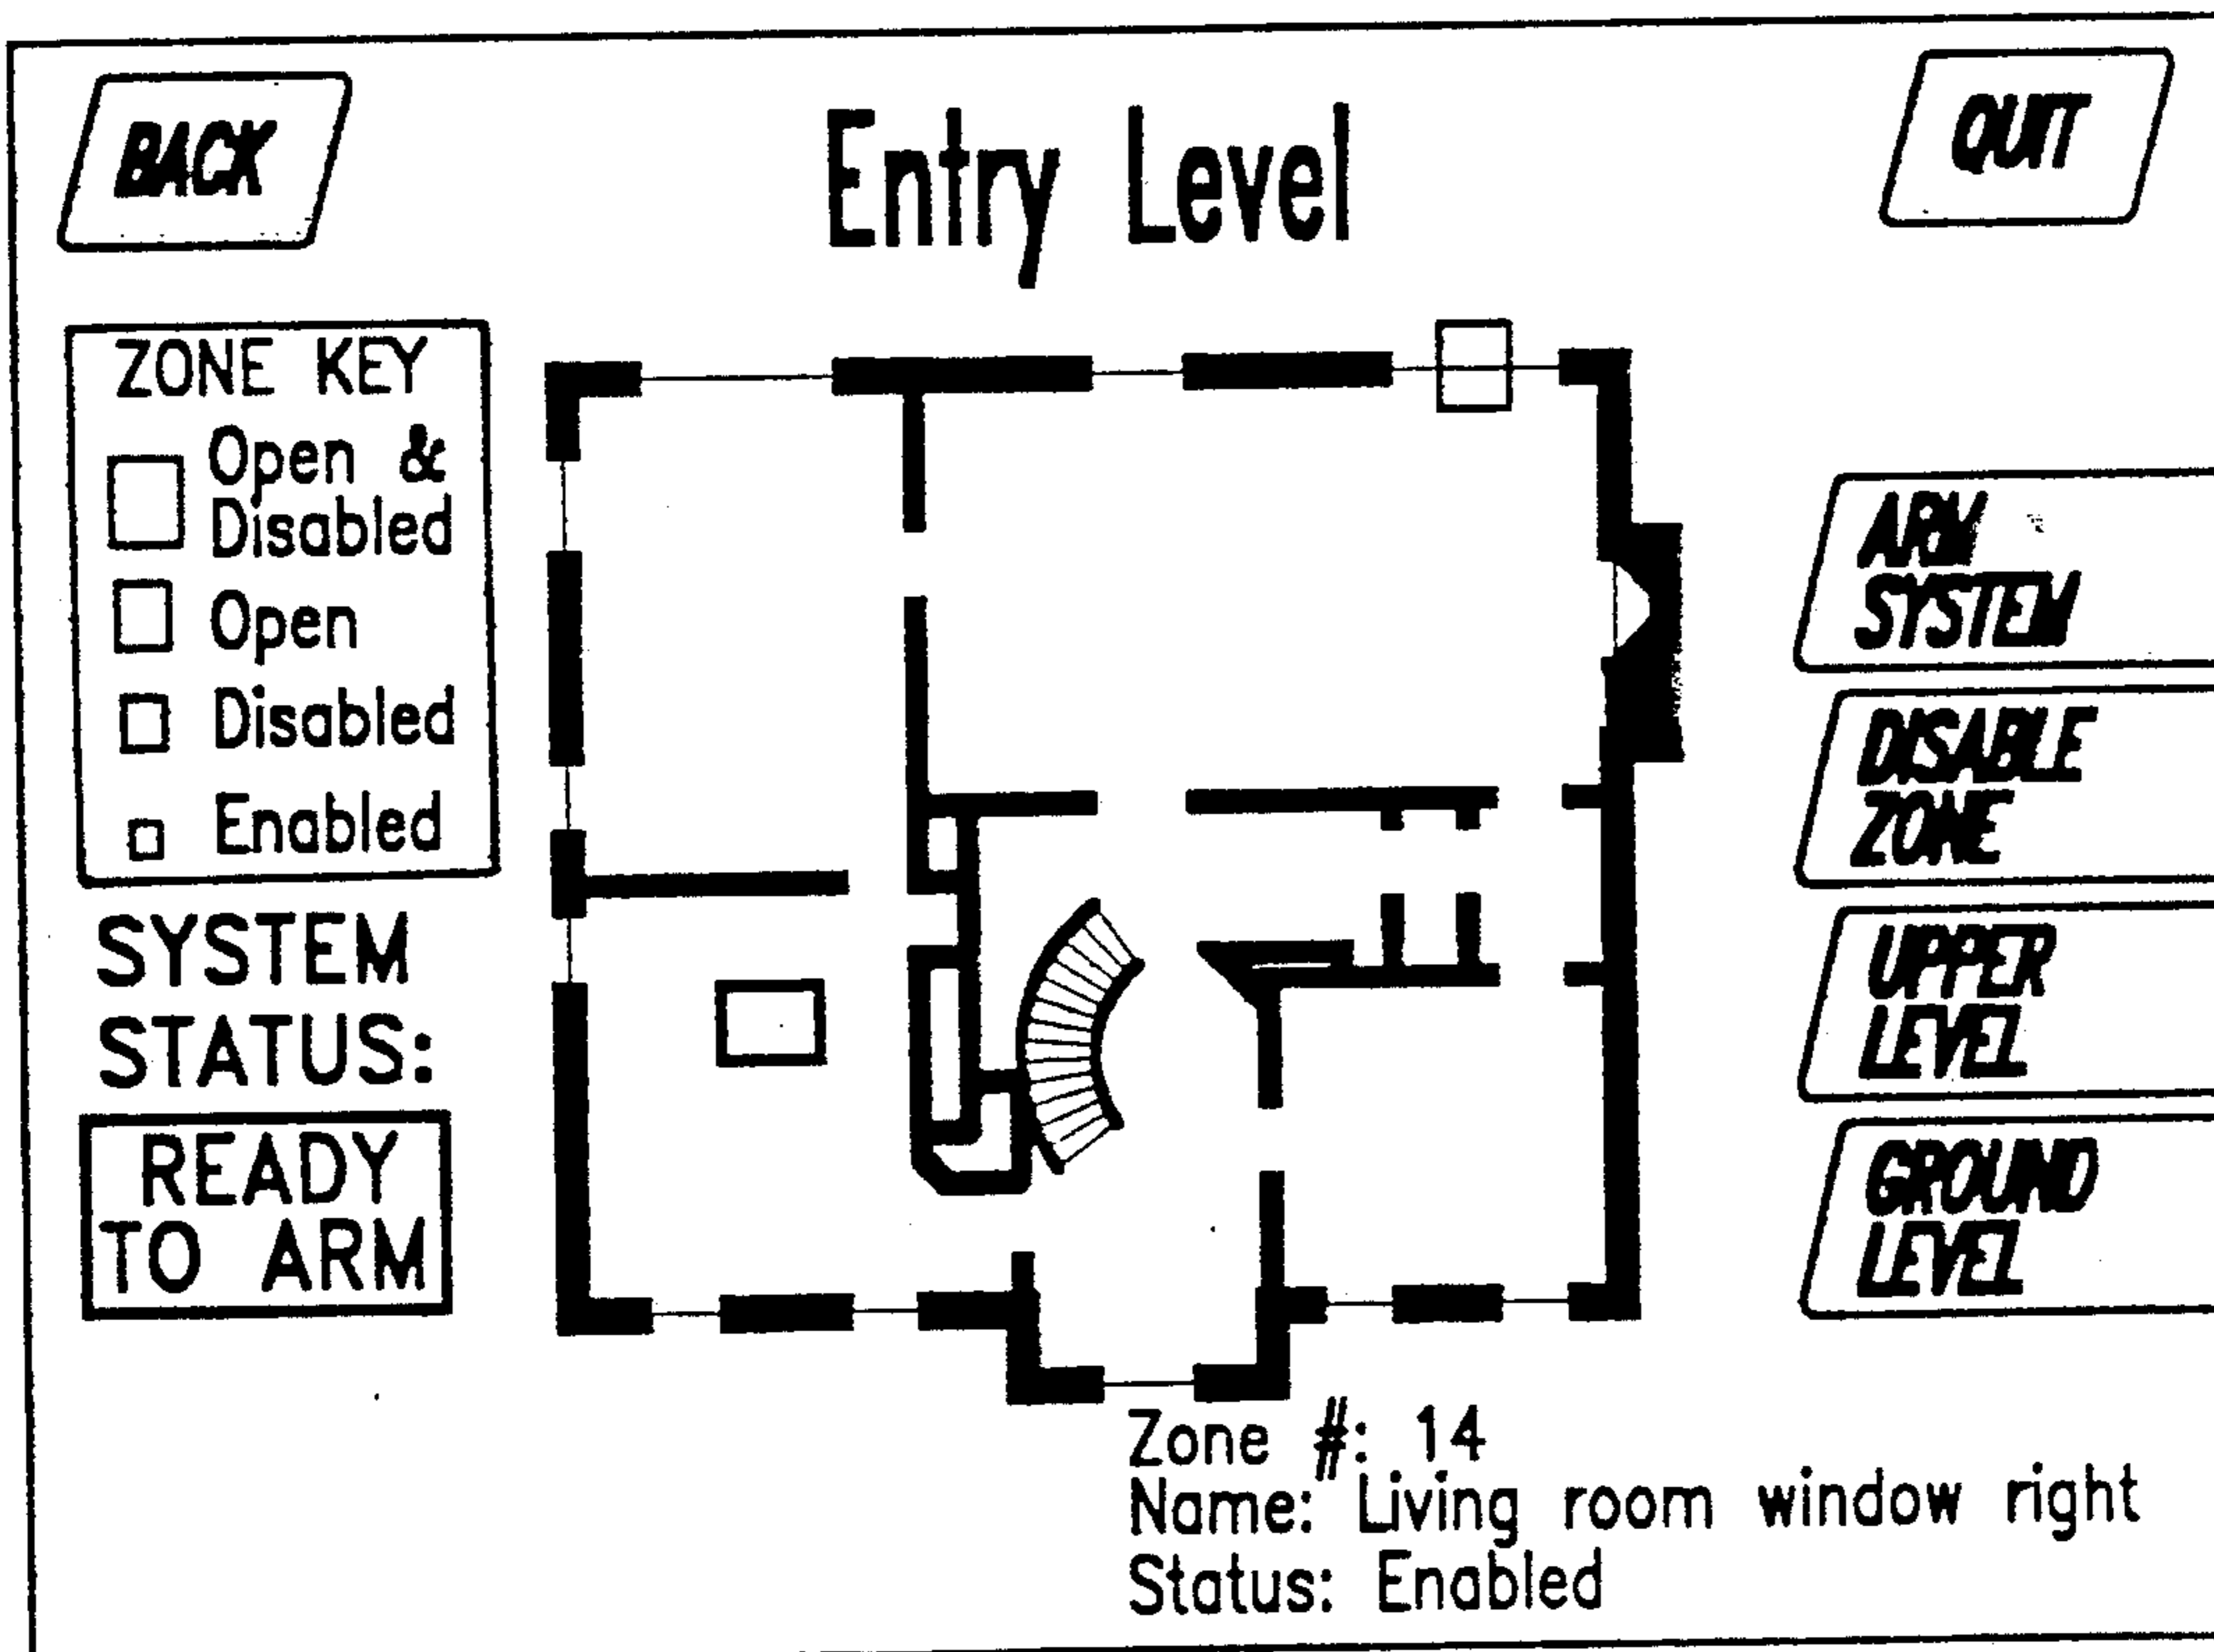 BACK
Entry Level
QUIT
ZONE KEY
Open &
Disabled
Open
Disabled
Enabled
SYSTEM
STATUS:
READY
TO ARM
ARM
SYSTEM
DISABLE
ZONE
UPPER
LEVEL
GROUND
LEVEL
Zone #: 14
Name: Living room window right
Status: Enabled